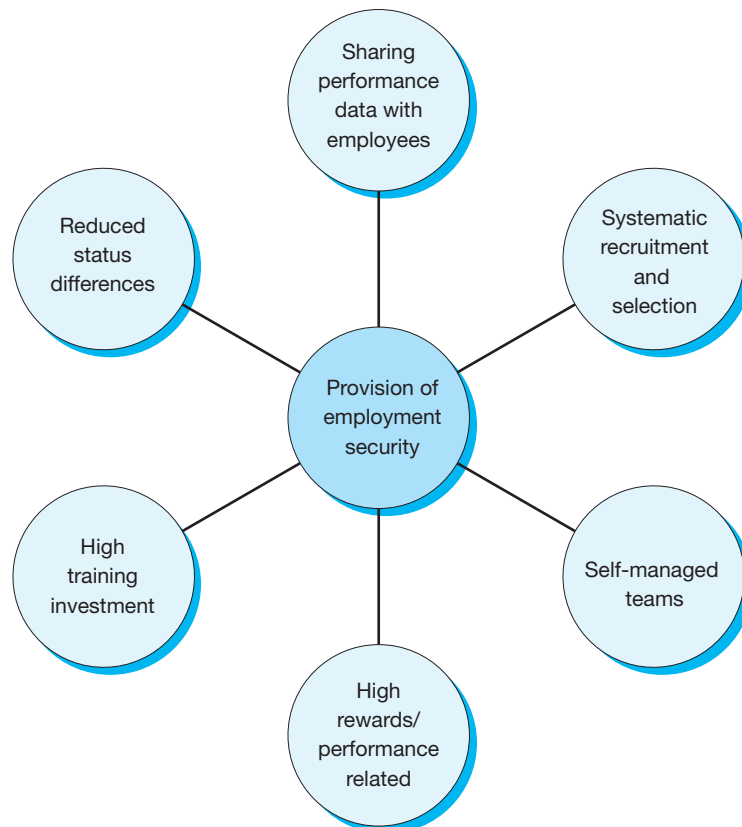 Sharing
performance
data with
employees
Systematic
recruitment
and
selection
Reduced
status
differences
Provision of
employment
security
High
training
investment
Self-managed
teams
High
rewards/
performance
related